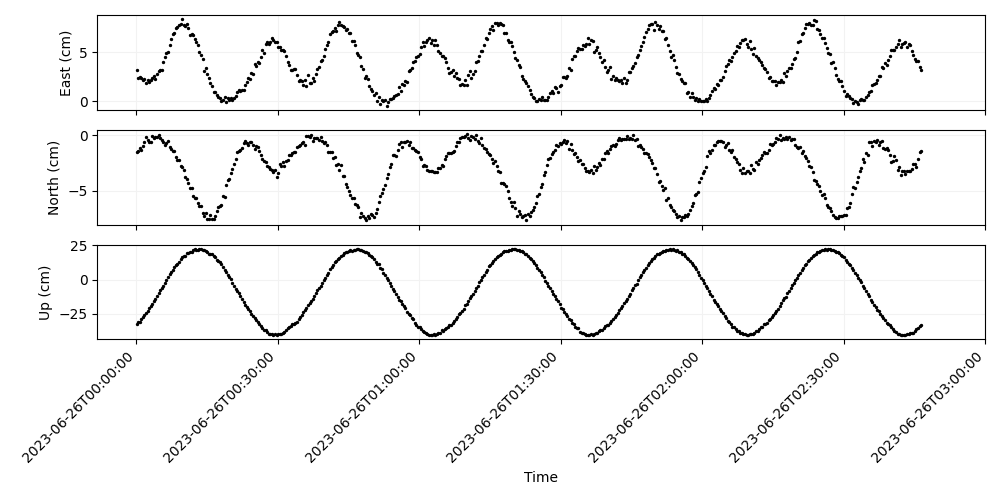 East (cm)
5
0
North (cm)
0
−5
Up (cm)
25
0
−25
2023-06-26T00:00:00
2023-06-26T00:30:00
2023-06-26T01:00:00
2023-06-26T01:30:00
2023-06-26T02:00:00
2023-06-26T02:30:00
2023-06-26T03:00:00
Time